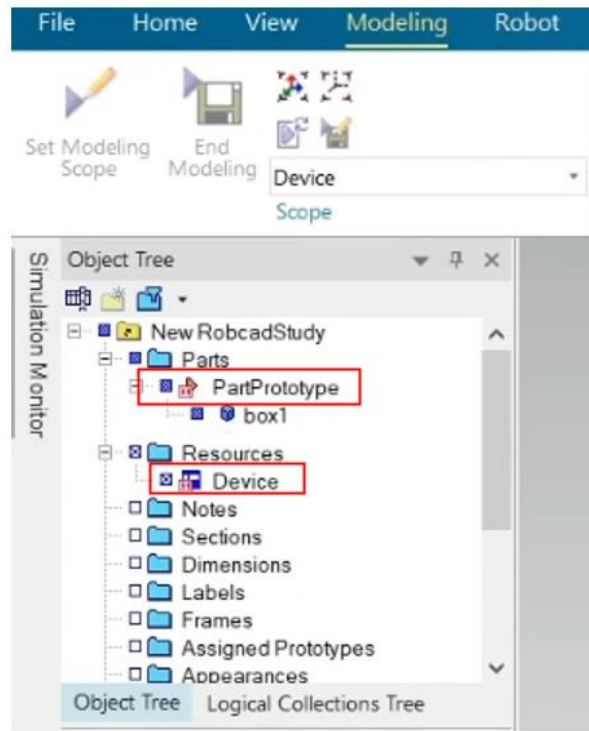 File Home View Modeling Robot
Set Modeling Scope
End Modeling
Device
Scope
Simulation Monitor
Object Tree
New RobcadStudy
Parts
PartPrototype
box1
Resources
Device
Notes
Sections
Dimensions
Labels
Frames
Assigned Prototypes
Appearances
Object Tree Logical Collections Tree